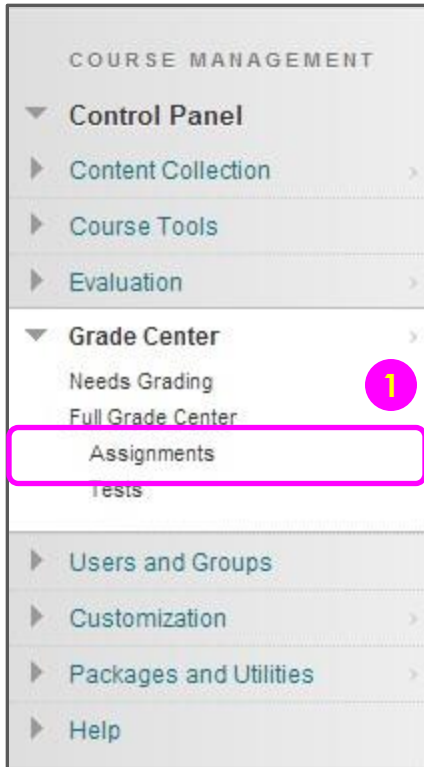 COURSE MANAGEMENT
Control Panel
Content Collection
Course Tools
Evaluation
Grade Center
Needs Grading
1
Full Grade Center
Assignments
Tests
Users and Groups
Customization
Packages and Utilities
Help